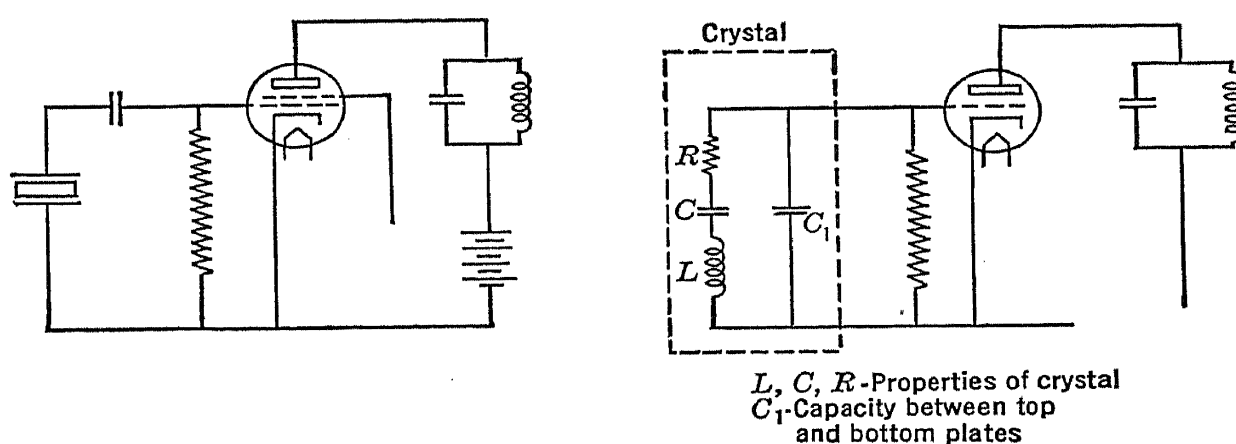 Crystal
R
C
C₁
L
L, C, R-Properties of crystal
C₁-Capacity between top
and bottom plates